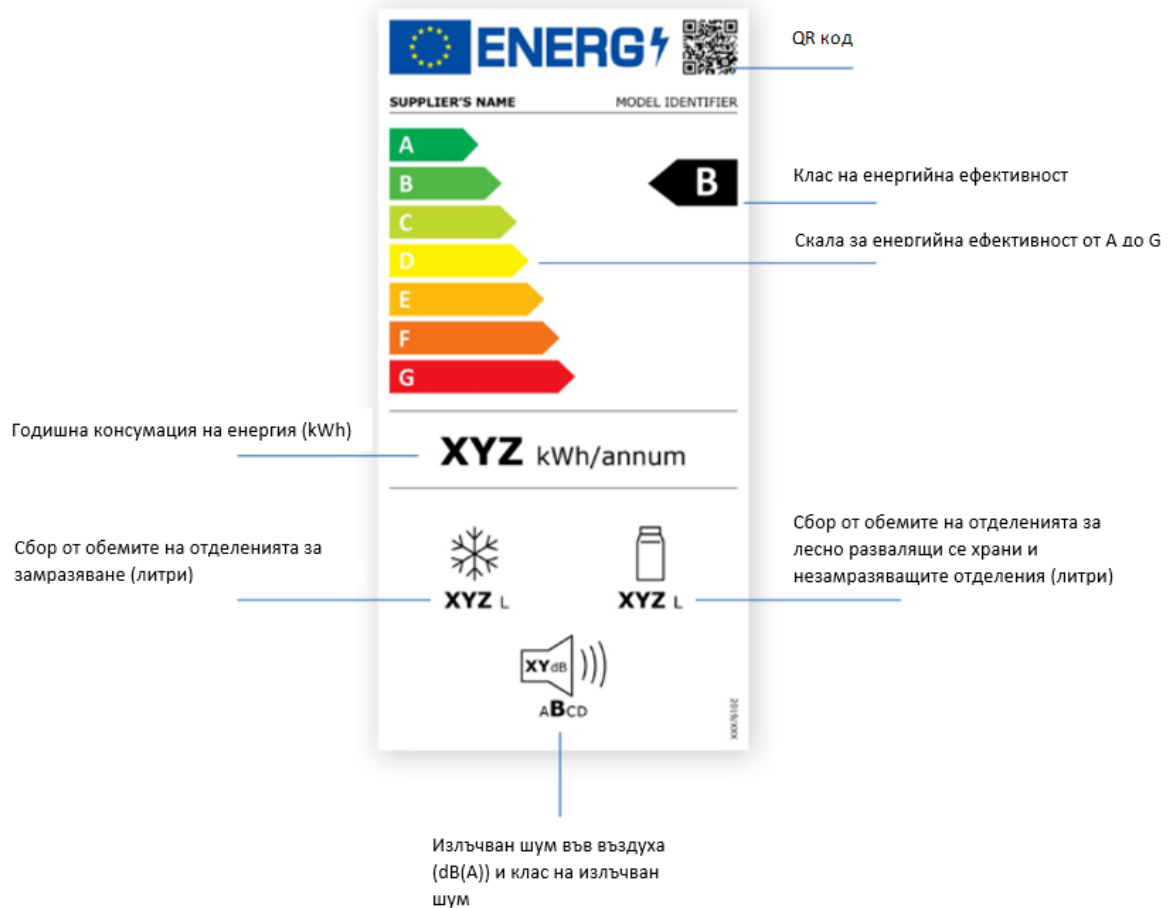 ENERG
QR код
SUPPLIER'S NAME MODEL IDENTIFIER
A
B
B
Клас на енергийна ефективност
C
Скала за енергийна ефективност от A до G
D
E
F
G
Годишна консумация на енергия (kWh)
XYZ kWh/annum
Сбор от обемите на отделенията за
замразяване (литри)
XYZ L
XYZ L
Сбор от обемите на отделенията за
лесно развалящи се храни и
незамразяващите отделения (литри)
XY dB
ABCD
2019/XXX
Излъчван шум във въздуха
(dB(A)) и клас на излъчван
шум